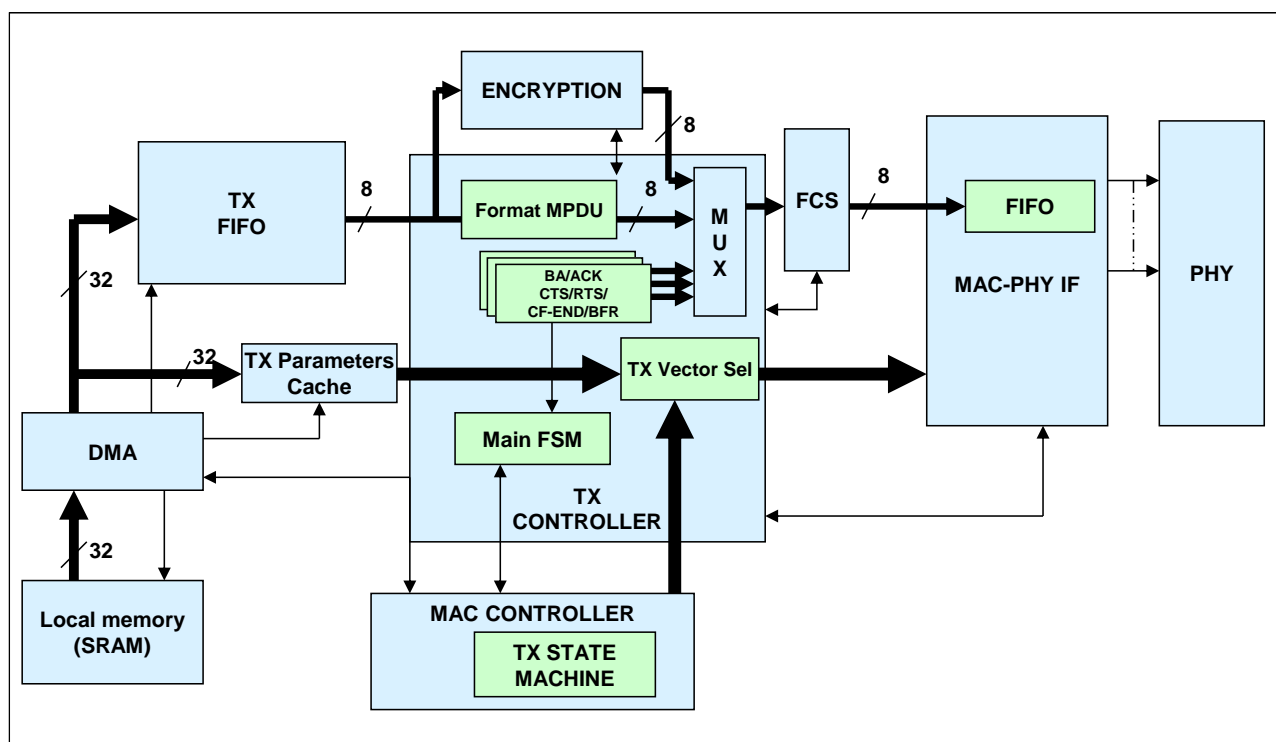 ENCRYPTION
8
TX
FIFO
8
Format MPDU
8
M
U
X
FCS
8
FIFO
MAC-PHY IF
PHY
BA/ACK
CTS/RTS/
CF-END/BFR
32
32
TX Parameters
Cache
TX Vector Sel
DMA
Main FSM
TX
CONTROLLER
32
Local memory
(SRAM)
MAC CONTROLLER
TX STATE
MACHINE